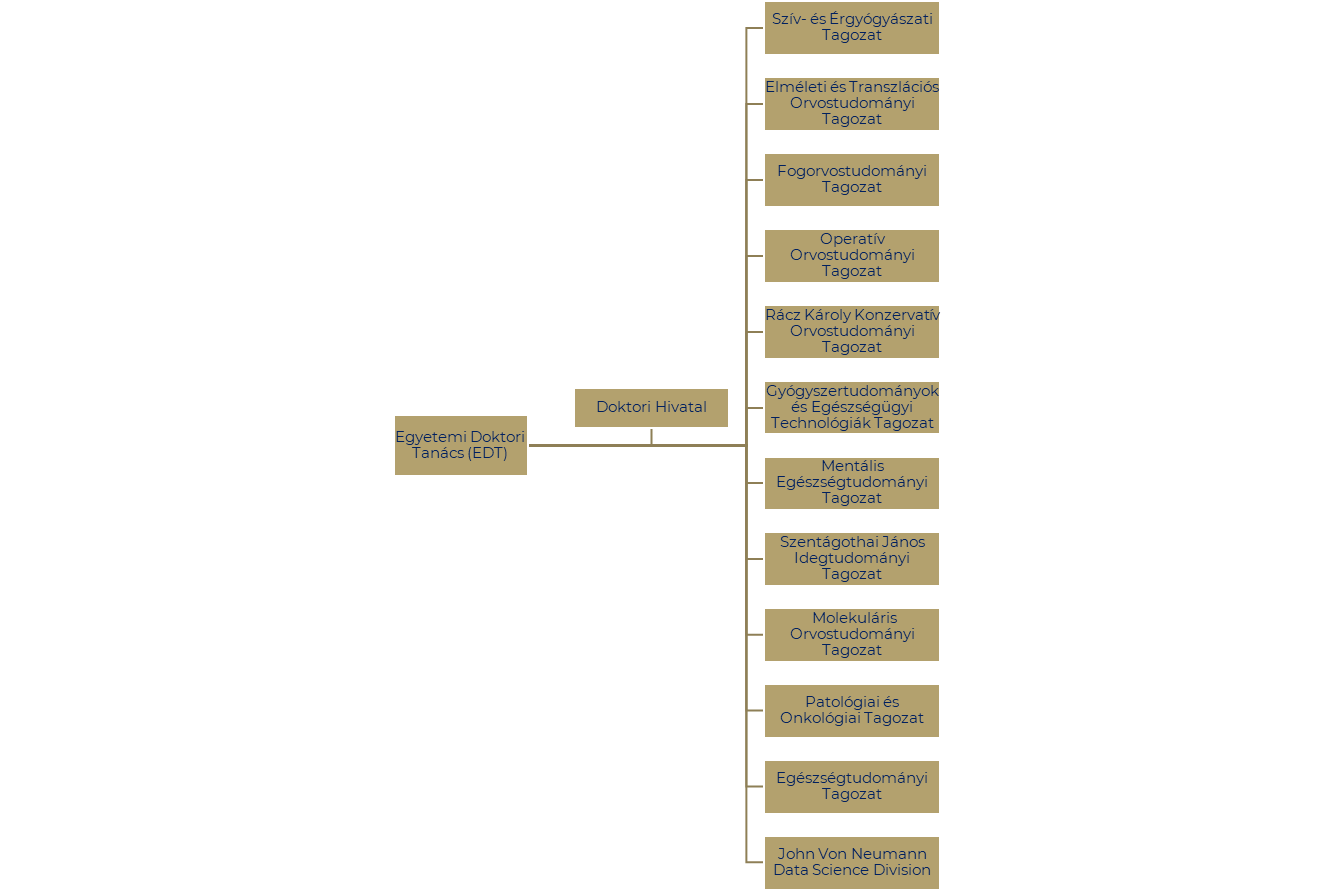 Egyetemi Doktori
Tanács (EDT)
Doktori Hivatal
Szív- és Érgyógyászati
Tagozat
Elméleti és Transzlációs
Orvostudományi
Tagozat
Fogorvostudományi
Tagozat
Operatív
Orvostudományi
Tagozat
Rácz Károly Konzervatív
Orvostudományi
Tagozat
Gyógyszertudományok
és Egészségügyi
Technológiák Tagozat
Mentális
Egészségtudományi
Tagozat
Szentágothai János
Idegtudományi
Tagozat
Molekuláris
Orvostudományi
Tagozat
Patológiai és
Onkológiai Tagozat
Egészségtudományi
Tagozat
John Von Neumann
Data Science Division